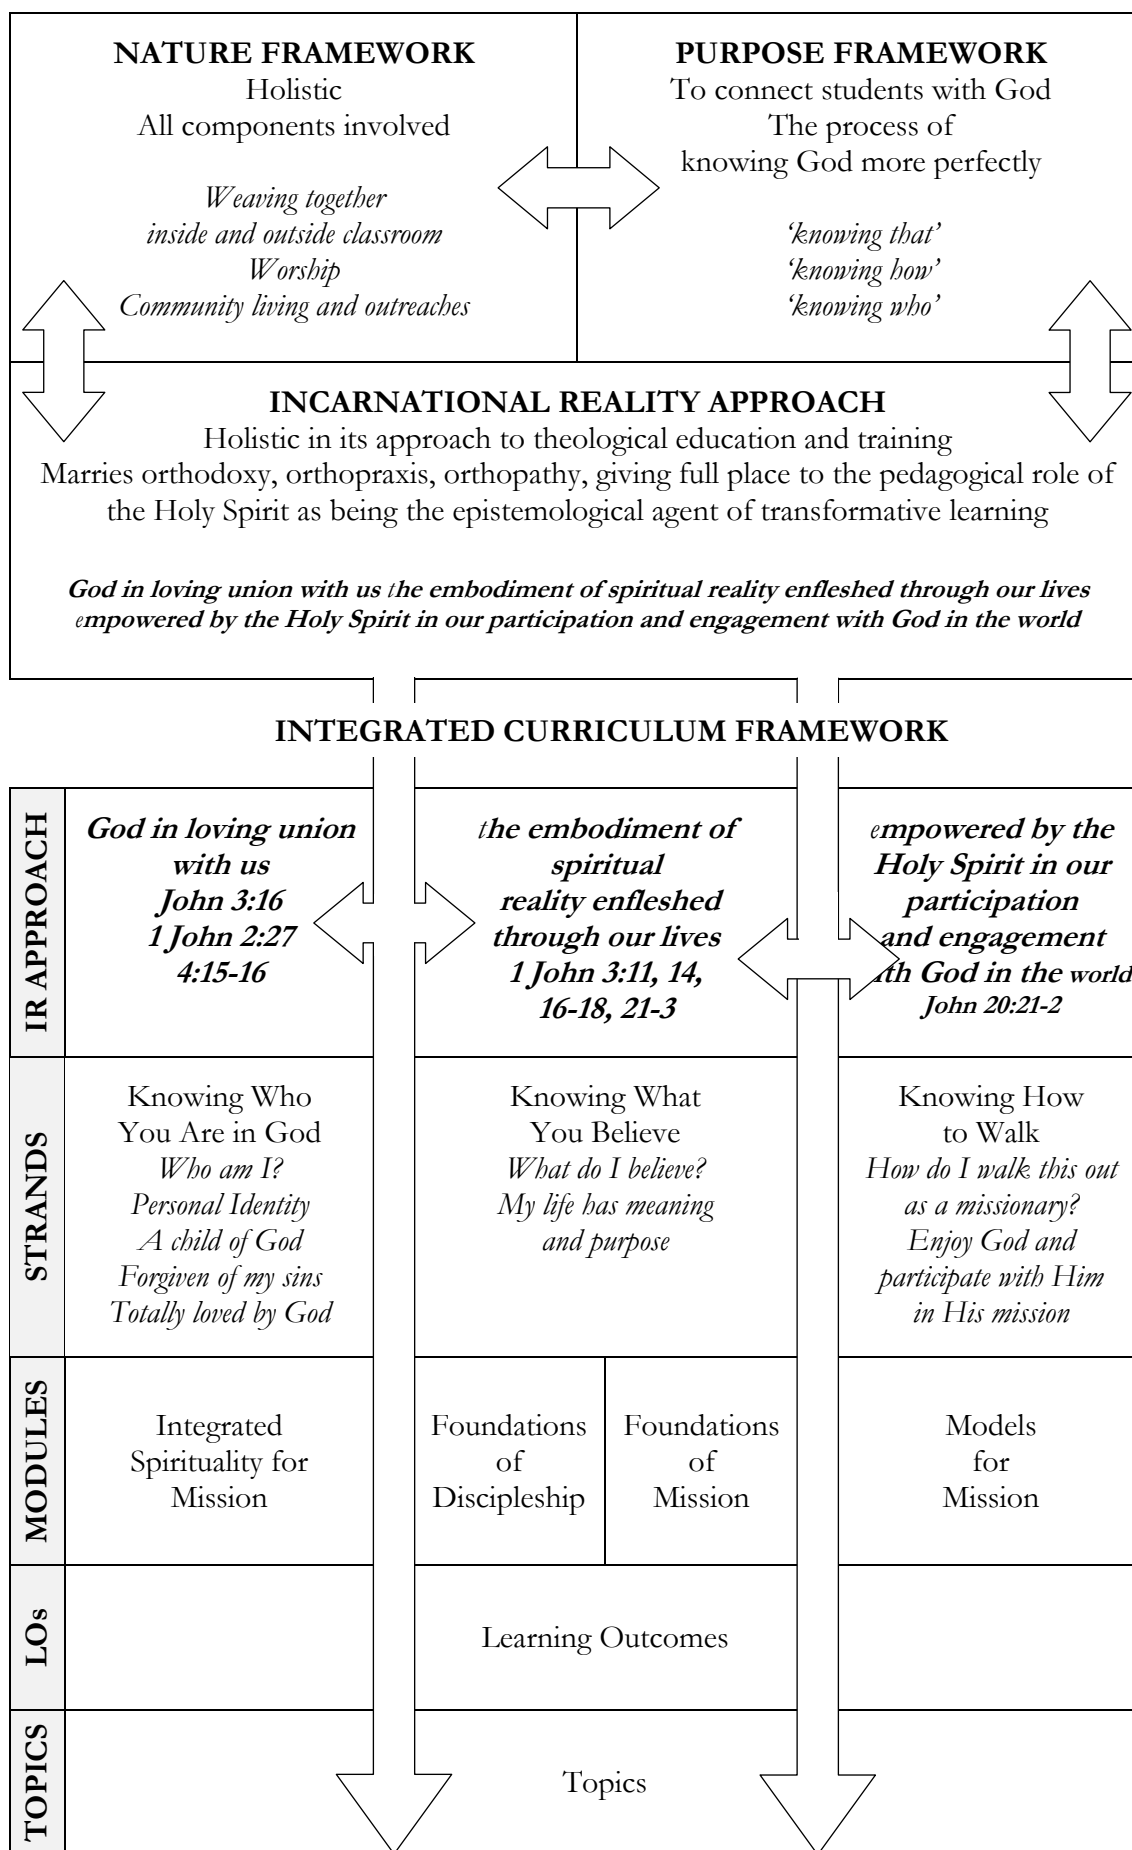 NATURE FRAMEWORK
Holistic
All components involved
Weaving together
inside and outside classroom
Worship
Community living and outreaches
PURPOSE FRAMEWORK
To connect students with God
The process of
knowing God more perfectly
‘knowing that’
‘knowing how’
‘knowing who’
INCARNATIONAL REALITY APPROACH
Holistic in its approach to theological education and training
Marries orthodoxy, orthopraxis, orthopathy, giving full place to the pedagogical role of
the Holy Spirit as being the epistemological agent of transformative learning
God in loving union with us the embodiment of spiritual reality enfleshed through our lives
empowered by the Holy Spirit in our participation and engagement with God in the world
INTEGRATED CURRICULUM FRAMEWORK
IR APPROACH
God in loving union
with us
John 3:16
1 John 2:27
4:15-16
the embodiment of
spiritual
reality enfleshed
through our lives
1 John 3:11, 14,
16-18, 21-3
empowered by the
Holy Spirit in our
participation
and engagement
ith God in the world
John 20:21-2
STRANDS
Knowing Who
You Are in God
Who am I?
Personal Identity
A child of God
Forgiven of my sins
Totally loved by God
Knowing What
You Believe
What do I believe?
My life has meaning
and purpose
Knowing How
to Walk
How do I walk this out
as a missionary?
Enjoy God and
participate with Him
in His mission
MODULES
Integrated
Spirituality for
Mission
Foundations
of
Discipleship
Foundations
of
Mission
Models
for
Mission
LOs
Learning Outcomes
TOPICS
Topics